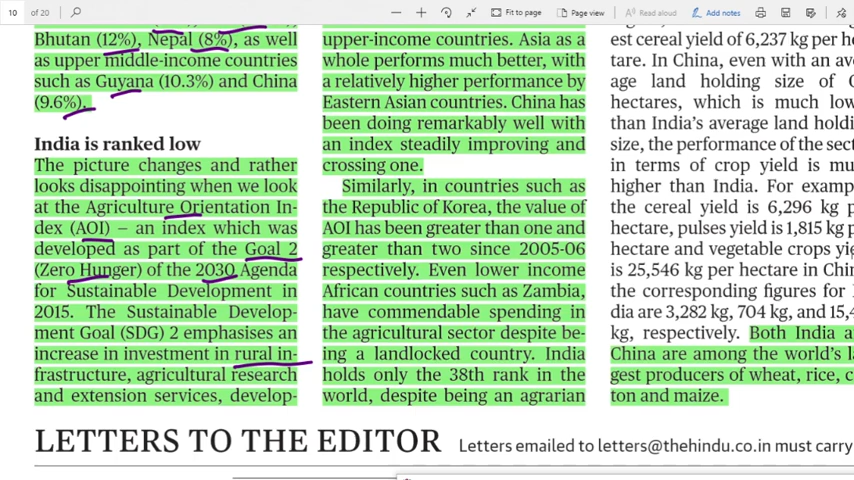 10 of 20
Fit to page
Page view
Read aloud
Add notes
Bhutan (12%), Nepal (8%), as well
as upper middle-income countries
such as Guyana (10.3%) and China
(9.6%).
India is ranked low
The picture changes and rather
looks disappointing when we look
at the Agriculture Orientation In-
dex (AOI) – an index which was
developed as part of the Goal 2
(Zero Hunger) of the 2030 Agenda
for Sustainable Development in
2015. The Sustainable Develop-
ment Goal (SDG) 2 emphasises an
increase in investment in rural in-
frastructure, agricultural research
and extension services, develop-
upper-income countries. Asia as a
whole performs much better, with
a relatively higher performance by
Eastern Asian countries. China has
been doing remarkably well with
an index steadily improving and
crossing one.
Similarly, in countries such as
the Republic of Korea, the value of
AOI has been greater than one and
greater than two since 2005-06
respectively. Even lower income
African countries such as Zambia,
have commendable spending in
the agricultural sector despite be-
ing a landlocked country. India
holds only the 38th rank in the
world, despite being an agrarian
est cereal yield of 6,237 kg per he
tare. In China, even with an ave
age land holding size of
hectares, which is much low
than India's average land holdi
size, the performance of the sect
in terms of crop yield is mu
higher than India. For examp
the cereal yield is 6,296 kg p
hectare, pulses yield is 1,815 kg p
hectare and vegetable crops yie
is 25,546 kg per hectare in Chin
the corresponding figures for I
dia are 3,282 kg, 704 kg, and 15,4
kg, respectively. Both India a
China are among the world's la
gest producers of wheat, rice, c
ton and maize.
LETTERS TO THE EDITOR Letters emailed to letters@thehindu.co.in must carry